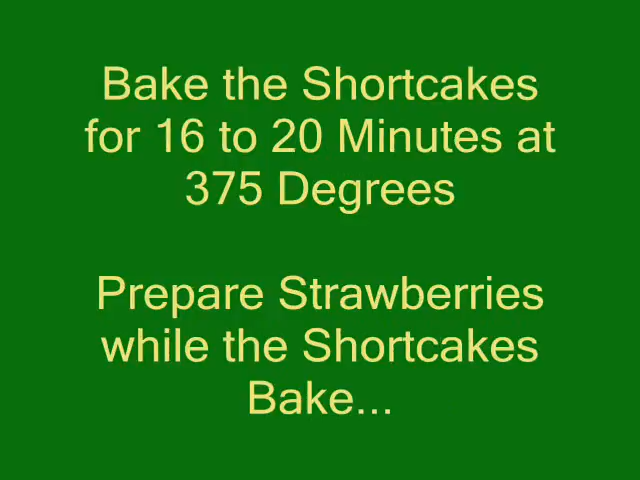 Bake the Shortcakes
for 16 to 20 Minutes at
375 Degrees
Prepare Strawberries
while the Shortcakes
Bake...